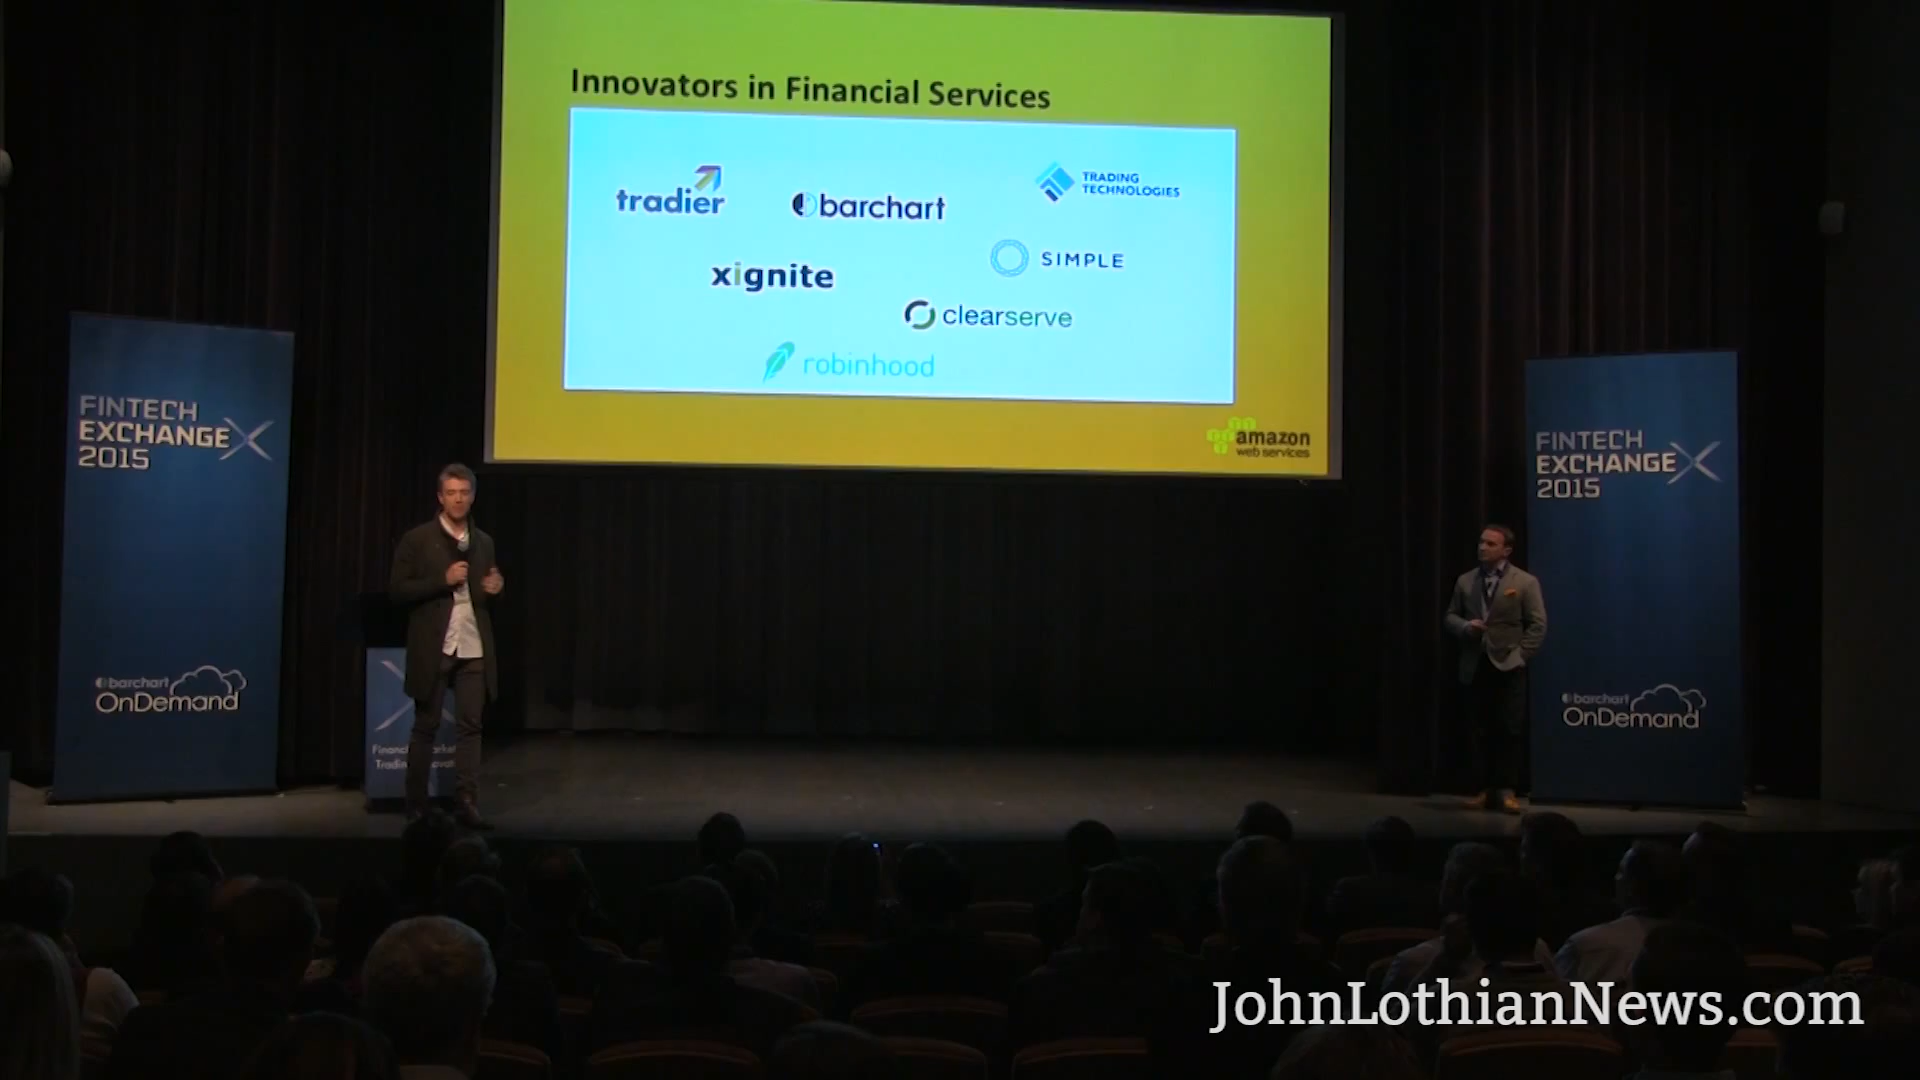 Innovators in Financial Services
tradier
barchart
TRADING
TECHNOLOGIES
xignite
SIMPLE
clearserve
robinhood
amazon
web services
FINTECH
EXCHANGE
2015
barchart
OnDemand
FINTECH
EXCHANGE
2015
barchart
OnDemand
JohnLothianNews.com